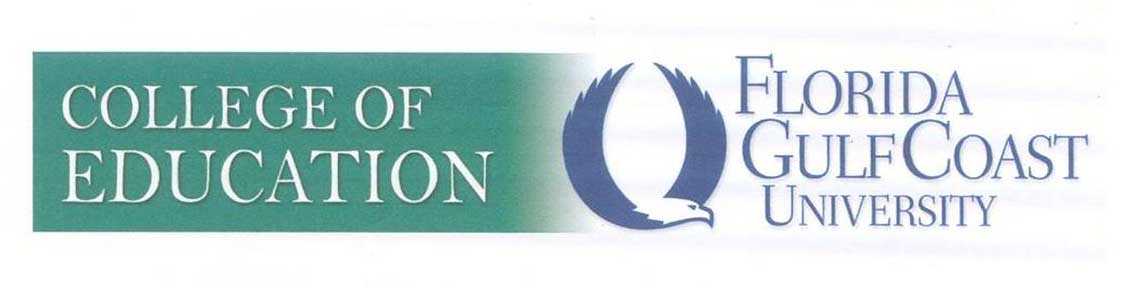 COLLEGE OF
EDUCATION
FLORIDA
GULF COAST
UNIVERSITY